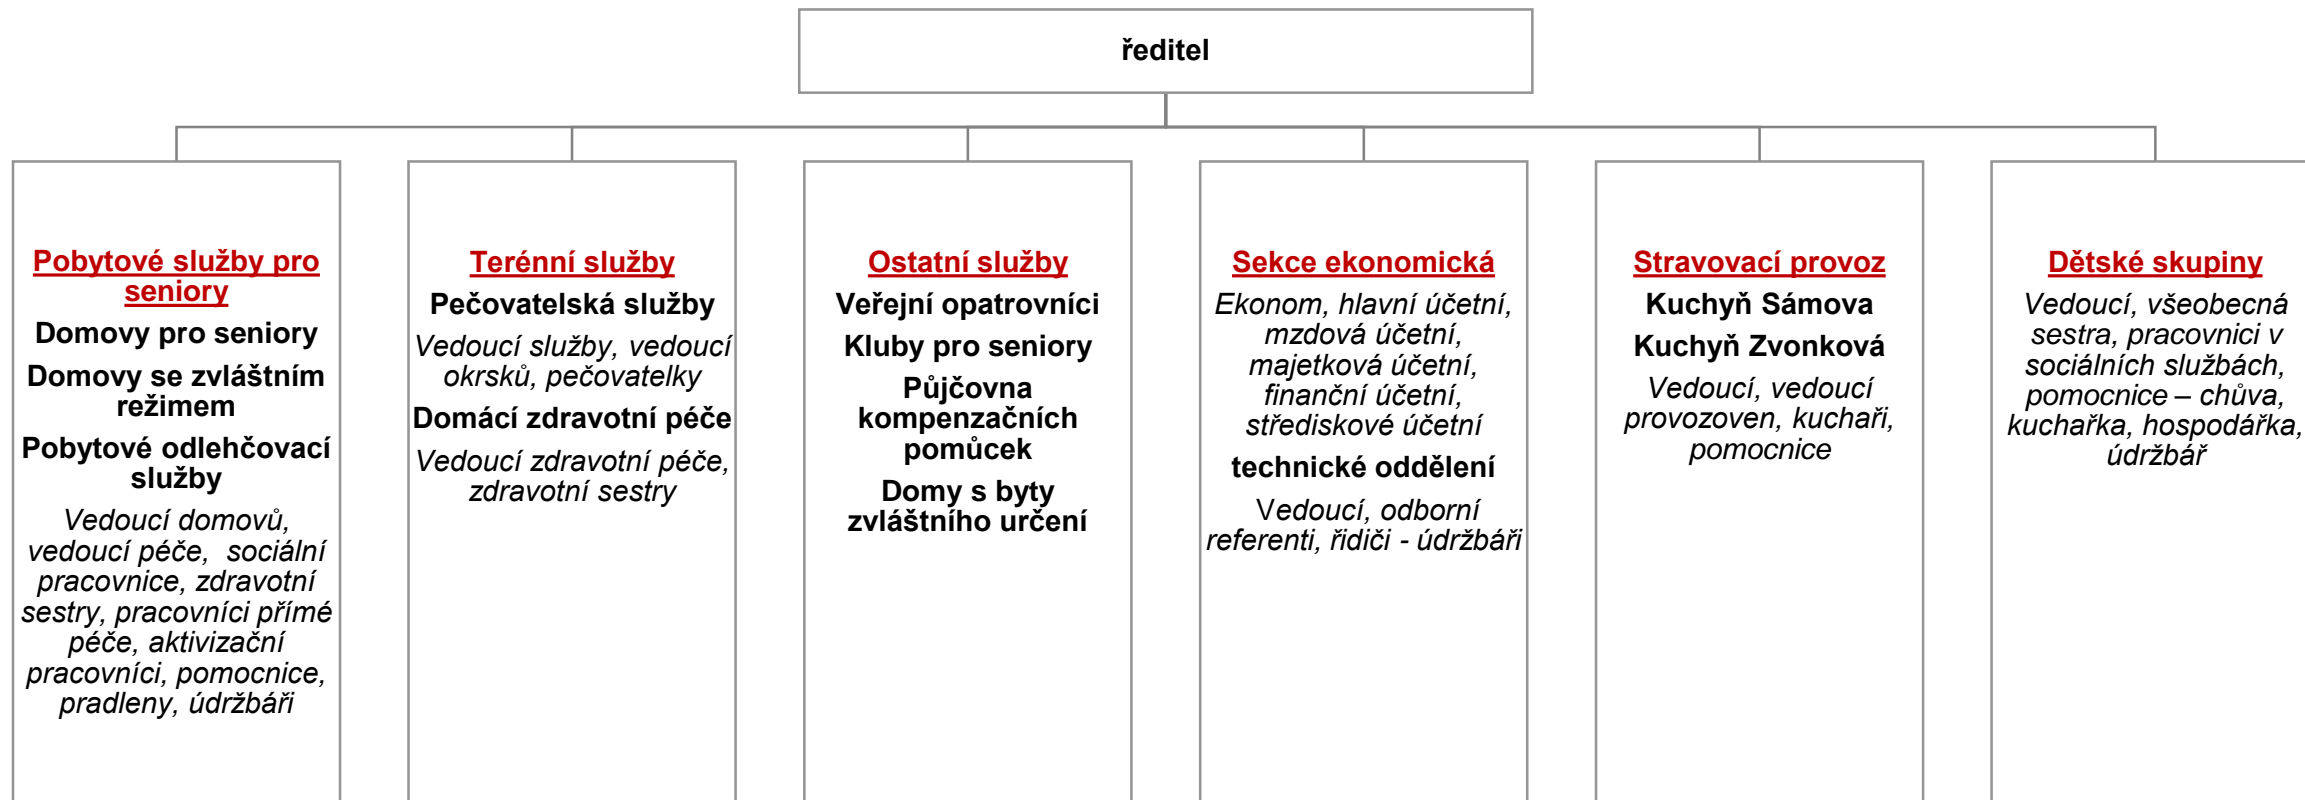 ředitel
Pobytové služby pro
seniory
Domovy pro seniory
Domovy se zvláštním
režimem
Pobytové odlehčovací
služby
Vedoucí domovů,
vedoucí péče, sociální
pracovnice, zdravotní
sestry, pracovníci přímé
péče, aktivizační
pracovníci, pomocnice,
pradleny, údržbáři
Terénní služby
Pečovatelská služby
Vedoucí služby, vedoucí
okrsků, pečovatelky
Domácí zdravotní péče
Vedoucí zdravotní péče,
zdravotní sestry
Ostatní služby
Veřejní opatrovníci
Kluby pro seniory
Půjčovna
kompenzačních
pomůcek
Domy s byty
zvláštního určení
Sekce ekonomická
Ekonom, hlavní účetní,
mzdová účetní,
majetková účetní,
finanční účetní,
střediskové účetní
technické oddělení
Vedoucí, odborní
referenti, řidiči - údržbáři
Stravovací provoz
Kuchyň Sámova
Kuchyň Zvonková
Vedoucí, vedoucí
provozoven, kuchaři,
pomocnice
Dětské skupiny
Vedoucí, všeobecná
sestra, pracovnici v
sociálních službách,
pomocnice – chůva,
kuchařka, hospodářka,
údržbář